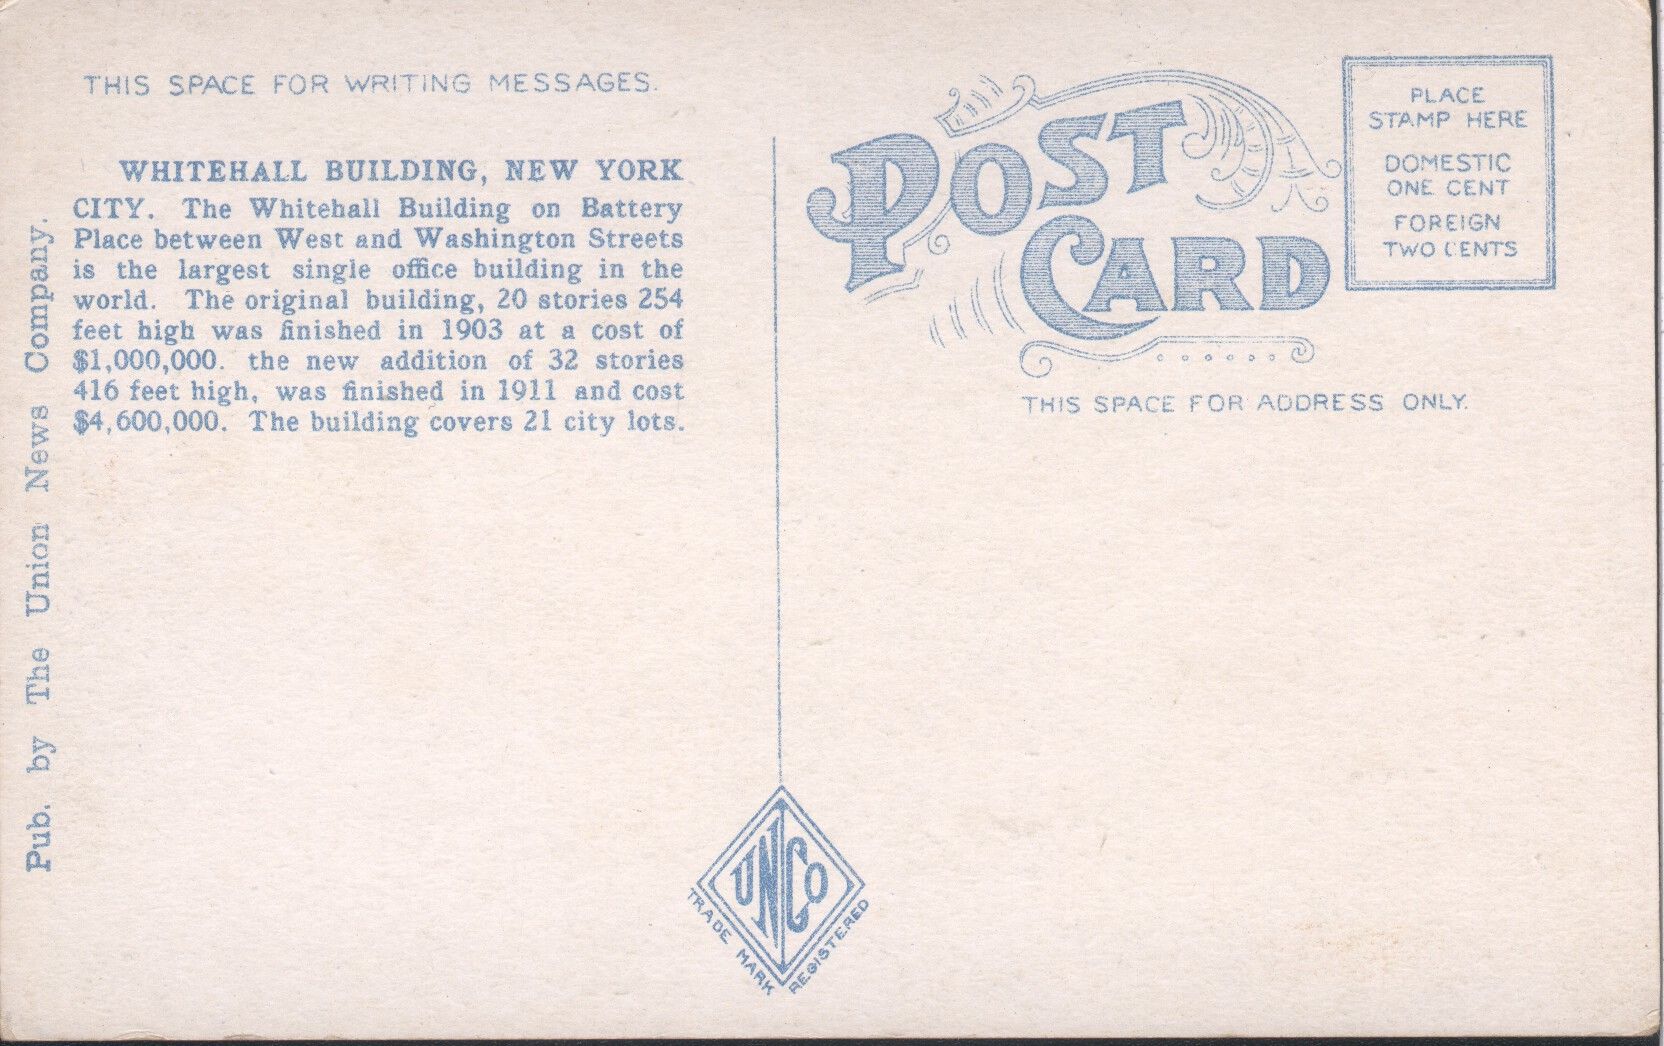 THIS SPACE FOR WRITING MESSAGES.
WHITEHALL BUILDING, NEW YORK
CITY. The Whitehall Building on Battery
Place between West and Washington Streets
is the largest single office building in the
world. The original building, 20 stories 254
feet high was finished in 1903 at a cost of
$1,000,000. the new addition of 32 stories
416 feet high, was finished in 1911 and cost
$4,600,000. The building covers 21 city lots.
Pub. by The Union News Company.
POST
CARD
PLACE
STAMP HERE
DOMESTIC
ONE CENT
FOREIGN
TWO CENTS
THIS SPACE FOR ADDRESS ONLY.
UNCo
TRADE MARK REGISTERED